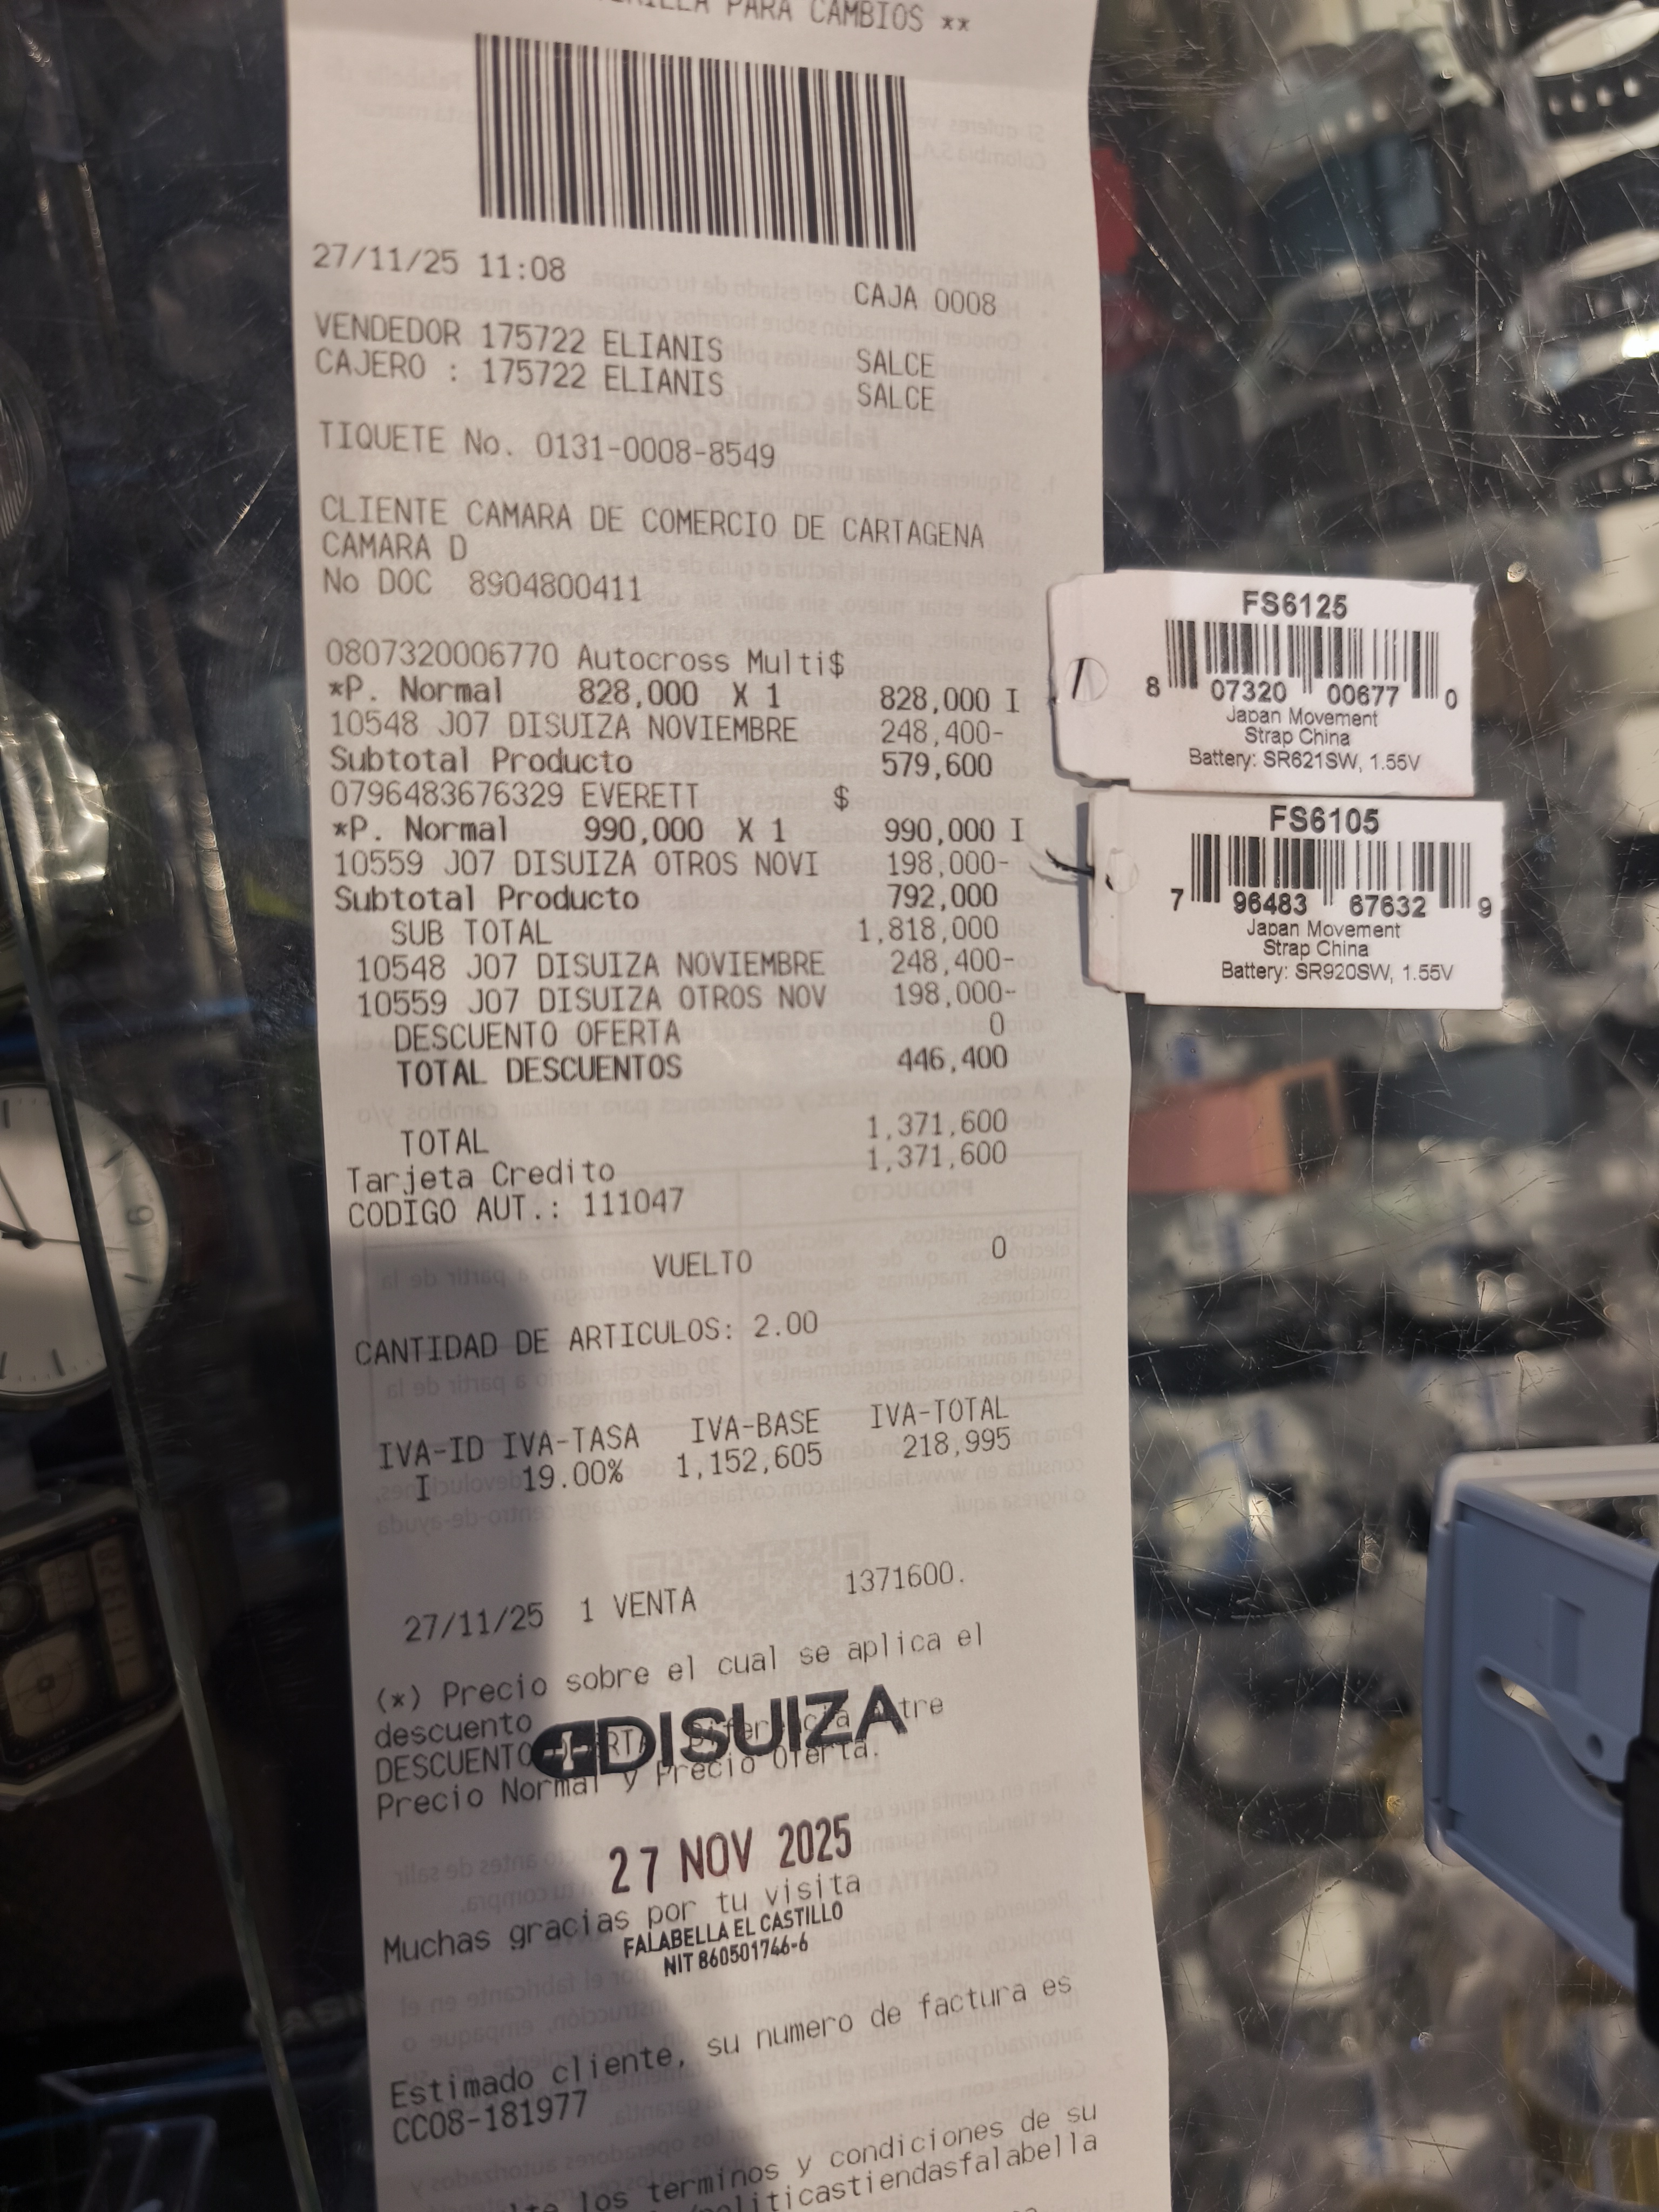 PARA CAMBIOS **
27/11/25 11:08 CAJA 0008
VENDEDOR 175722 ELIANIS SALCE
CAJERO : 175722 ELIANIS SALCE
TIQUETE No. 0131-0008-8549
CLIENTE CAMARA DE COMERCIO DE CARTAGENA
CAMARA D
No DOC 8904800411
0807320006770 Autocross Multi$
*P. Normal 828,000 X 1 828,000 I
10548 J07 DISUIZA NOVIEMBRE 248,400-
Subtotal Producto 579,600
0796483676329 EVERETT $
*P. Normal 990,000 X 1 990,000 I
10559 J07 DISUIZA OTROS NOVI 198,000-
Subtotal Producto 792,000
SUB TOTAL 1,818,000
10548 J07 DISUIZA NOVIEMBRE 248,400-
10559 J07 DISUIZA OTROS NOV 198,000-
DESCUENTO OFERTA 0
TOTAL DESCUENTOS 446,400
TOTAL 1,371,600
Tarjeta Credito 1,371,600
CODIGO AUT.: 111047
VUELTO 0
CANTIDAD DE ARTICULOS: 2.00
IVA-ID IVA-TASA IVA-BASE IVA-TOTAL
I 19.00% 1,152,605 218,995
27/11/25 1 VENTA 1371600.
(*) Precio sobre el cual se aplica el
descuento
DESCUENTO OFERTA: Diferencia entre
Precio Normal y Precio Oferta.
DISUIZA
27 NOV 2025
Muchas gracias por tu visita
FALABELLA EL CASTILLO
NIT 860501746-6
Estimado cliente, su numero de factura es
CC08-181977
los terminos y condiciones de su
/politicastiendasfalabella
FS6125
8 07320 00677 0
Japan Movement
Strap China
Battery: SR621SW, 1.55V
FS6105
7 96483 67632 9
Japan Movement
Strap China
Battery: SR920SW, 1.55V